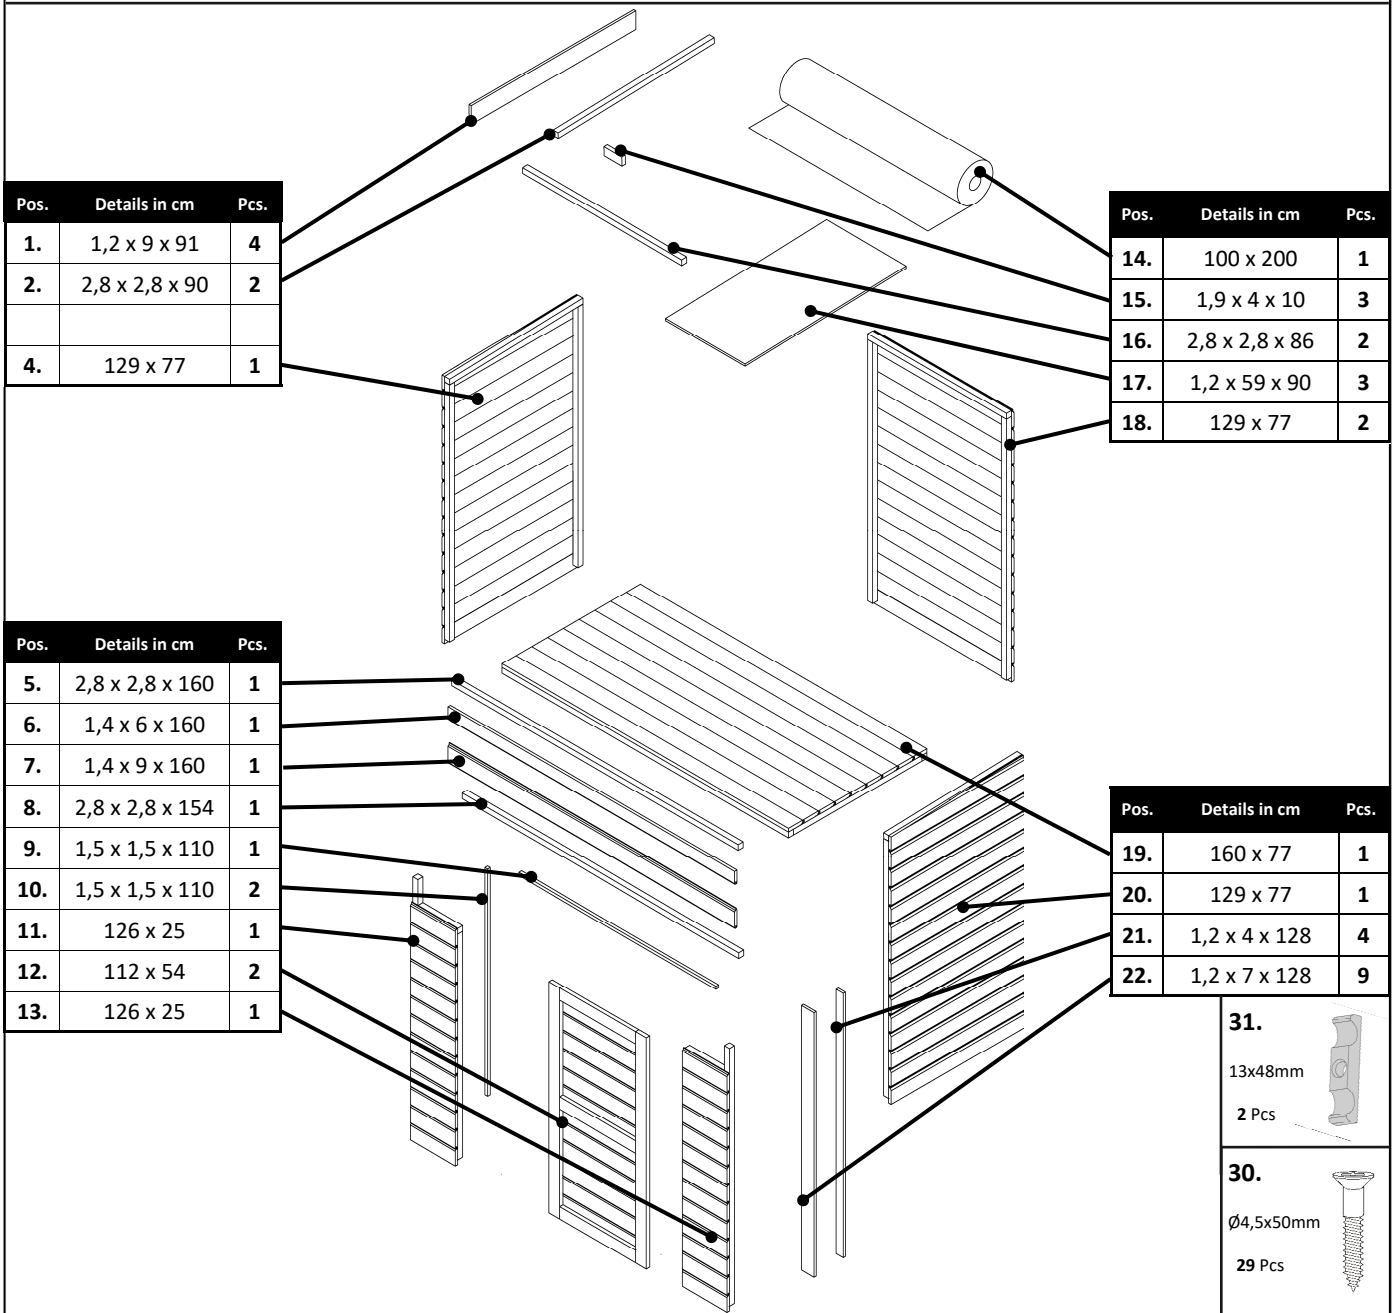 Pos. Details in cm Pcs.
1. 1,2 x 9 x 91 4
2. 2,8 x 2,8 x 90 2
4. 129 x 77 1
Pos. Details in cm Pcs.
14. 100 x 200 1
15. 1,9 x 4 x 10 3
16. 2,8 x 2,8 x 86 2
17. 1,2 x 59 x 90 3
18. 129 x 77 2
Pos. Details in cm Pcs.
5. 2,8 x 2,8 x 160 1
6. 1,4 x 6 x 160 1
7. 1,4 x 9 x 160 1
8. 2,8 x 2,8 x 154 1
9. 1,5 x 1,5 x 110 1
10. 1,5 x 1,5 x 110 2
11. 126 x 25 1
12. 112 x 54 2
13. 126 x 25 1
Pos. Details in cm Pcs.
19. 160 x 77 1
20. 129 x 77 1
21. 1,2 x 4 x 128 4
22. 1,2 x 7 x 128 9
31.
13x48mm
2 Pcs
30.
Ø4,5x50mm
29 Pcs